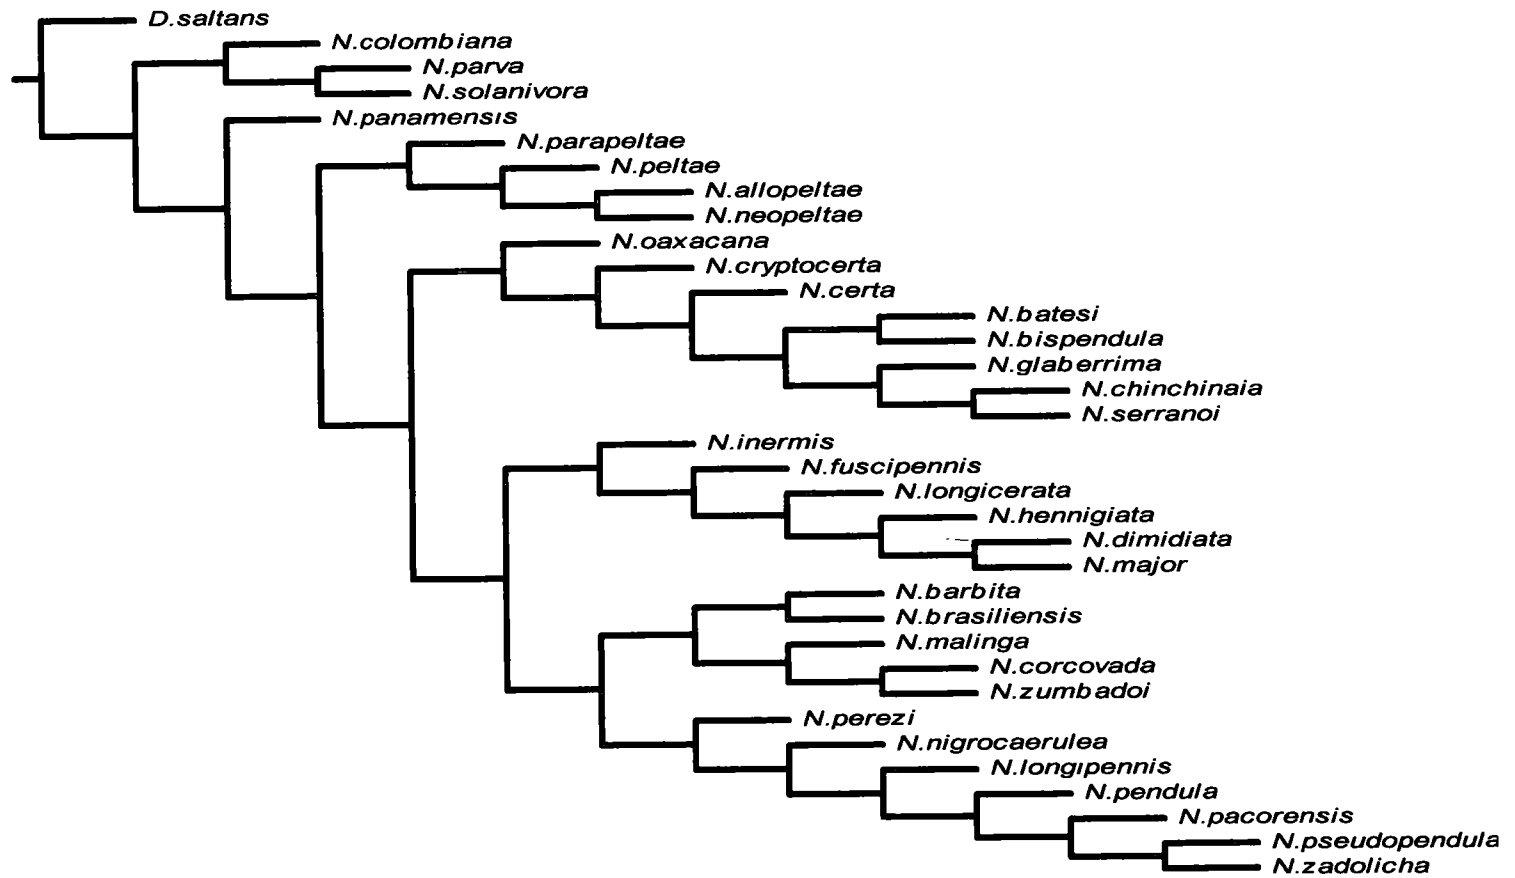 D.saltans
N.colombiana
N.parva
N.solanivora
N.panamensis
N.parapeltae
N.peltae
N.allopeltae
N.neopeltae
N.oaxacana
N.cryptocerta
N.certa
N.batesi
N.bispendula
N.glaberrima
N.chinchinaia
N.serranoi
N.inermis
N.fuscipennis
N.longicerata
N.hennigiata
N.dimidiata
N.major
N.barbita
N.brasiliensis
N.malinga
N.corcovada
N.zumbadoi
N.perezi
N.nigrocaerulea
N.longipennis
N.pendula
N.pacorensis
N.pseudopendula
N.zadolicha